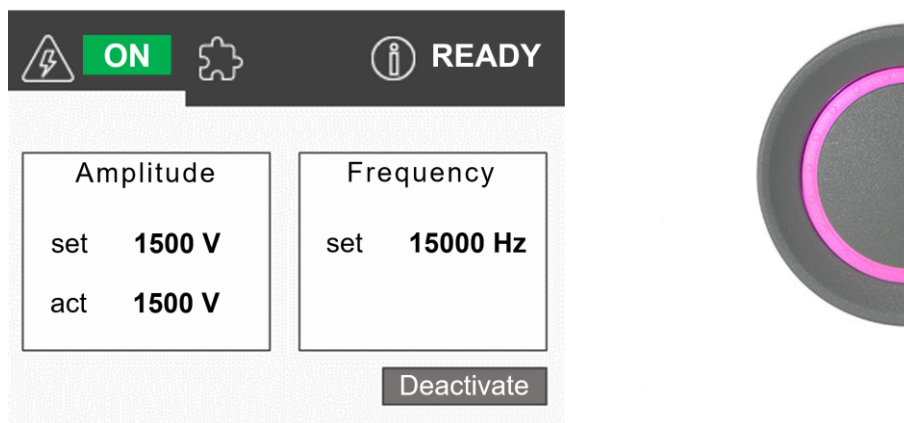 ON READY
Amplitude Frequency
set 1500 V set 15000 Hz
act 1500 V
Deactivate